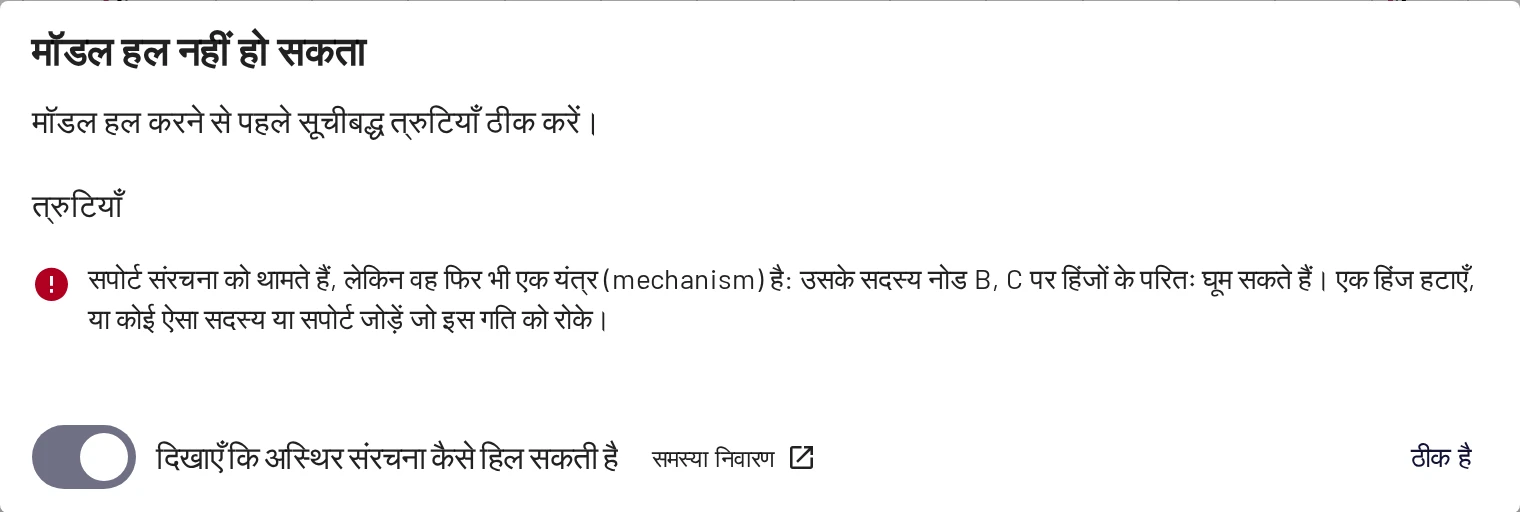 मॉडल हल नहीं हो सकता
मॉडल हल करने से पहले सूचीबद्ध त्रुटियाँ ठीक करें।
त्रुटियाँ
सपोर्ट संरचना को थामते हैं, लेकिन वह फिर भी एक यंत्र (mechanism) है: उसके सदस्य नोड B, C पर हिंजों के परितः घूम सकते हैं। एक हिंज हटाएँ,
या कोई ऐसा सदस्य या सपोर्ट जोड़ें जो इस गति को रोके।
दिखाएँ कि अस्थिर संरचना कैसे हिल सकती है समस्या निवारण ठीक है